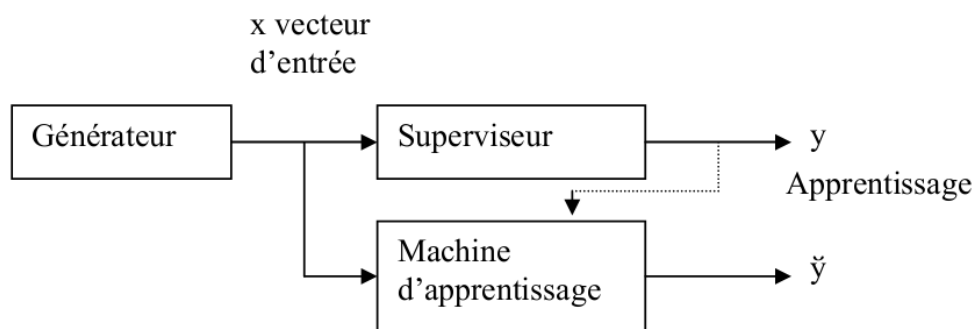 x vecteur
d’entrée
Générateur
Superviseur
y
Apprentissage
Machine
d’apprentissage
y̆